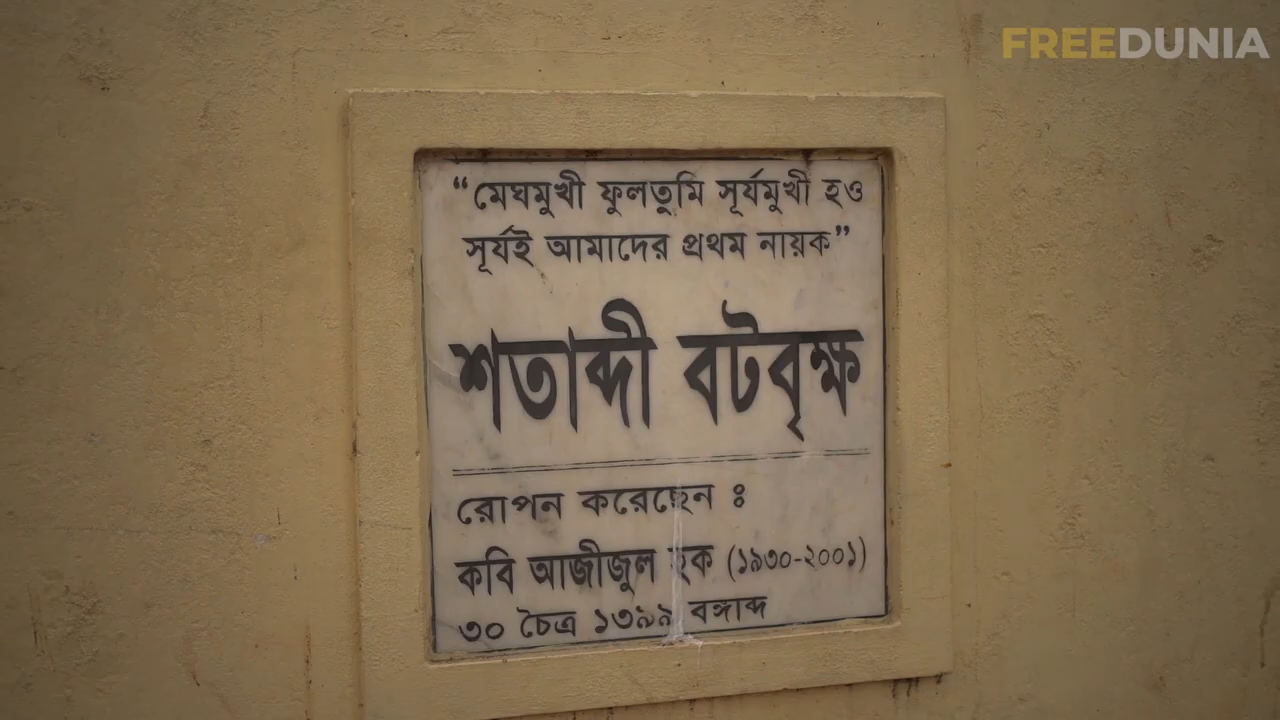 FREEDUNIA
“মেঘমুখী ফুলতুমি সূর্যমুখী হও
সূর্যই আমাদের প্রথম নায়ক”
শতাব্দী বটবৃক্ষ
রোপন করেছেন ঃ
কবি আজীজুল হক (১৯৩০-২০০১)
৩০ চৈত্র ১৩৯৯ বঙ্গাব্দ